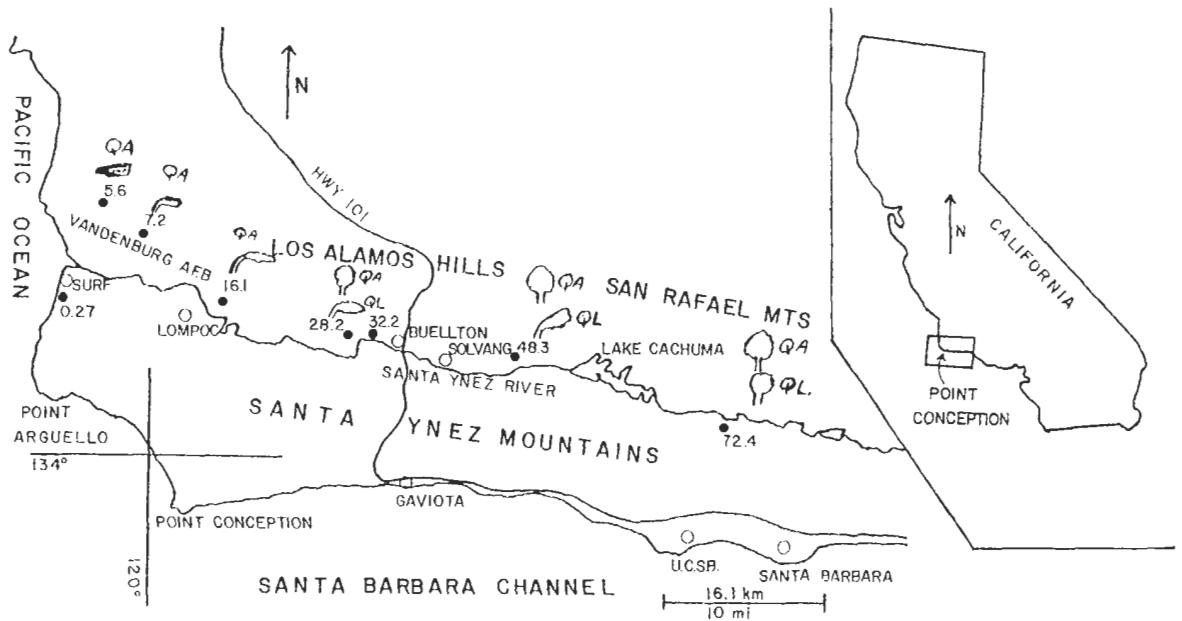 PACIFIC OCEAN
N
HWY 101
QA
5.6
QA
7.2
VANDENBURG AFB
QA
16.1
LOS ALAMOS HILLS
SAN RAFAEL MTS
QA
QL
28.2
32.2
QA
QL
48.3
QA
QL.
72.4
SURF
0.27
LOMPOC
BUELLTON
SOLVANG
LAKE CACHUMA
SANTA YNEZ RIVER
SANTA YNEZ MOUNTAINS
POINT
ARGUELLO
134°
120°
POINT CONCEPTION
GAVIOTA
U.C.S.B.
SANTA BARBARA
SANTA BARBARA CHANNEL
16.1 km
10 mi
N
CALIFORNIA
POINT
CONCEPTION